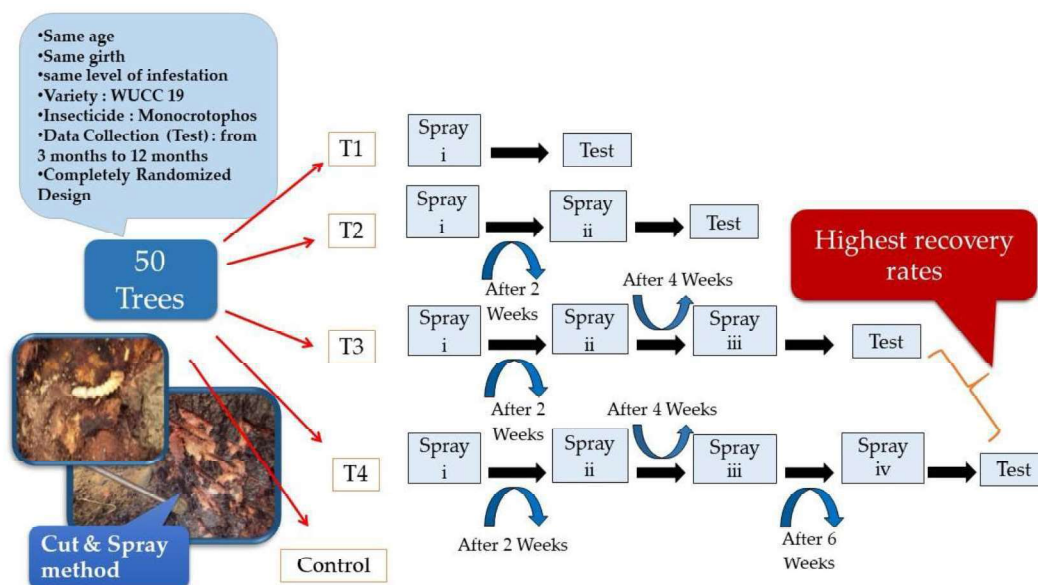 •Same age
•Same girth
•same level of infestation
•Variety : WUCC 19
•Insecticide : Monocrotophos
•Data Collection (Test) : from
3 months to 12 months
•Completely Randomized
Design
50
Trees
Cut & Spray
method
T1
Spray
i
Test
T2
Spray
i
Spray
ii
Test
After 2
Weeks
After 4 Weeks
T3
Spray
i
Spray
ii
Spray
iii
Test
After 2
Weeks
After 4 Weeks
T4
Spray
i
Spray
ii
Spray
iii
Spray
iv
Test
After 2 Weeks
After 6
Weeks
Control
Highest recovery
rates